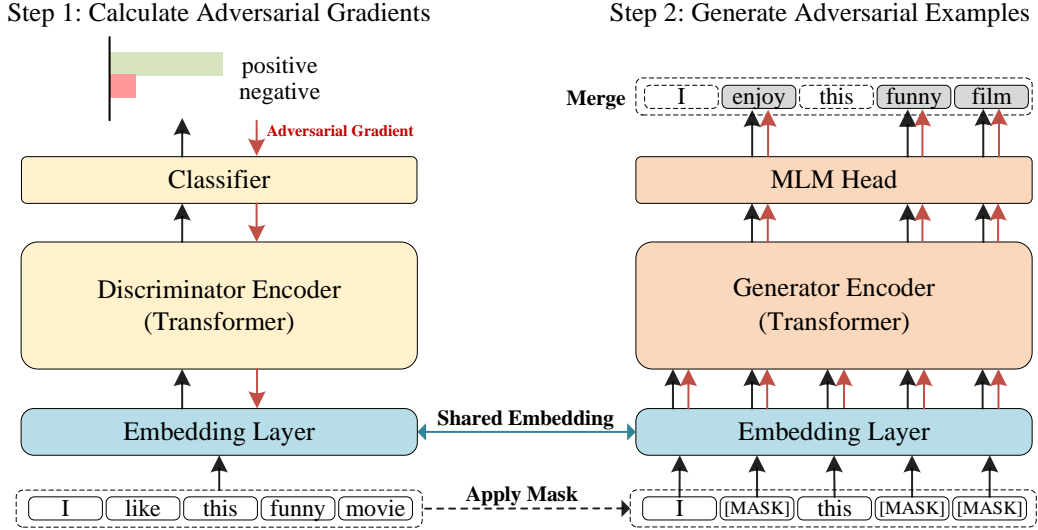 Step 1: Calculate Adversarial Gradients
positive
negative
Adversarial Gradient
Classifier
Discriminator Encoder
(Transformer)
Embedding Layer
I like this funny movie
Shared Embedding
Apply Mask
Step 2: Generate Adversarial Examples
Merge
I enjoy this funny film
MLM Head
Generator Encoder
(Transformer)
Embedding Layer
I [MASK] this [MASK] [MASK]